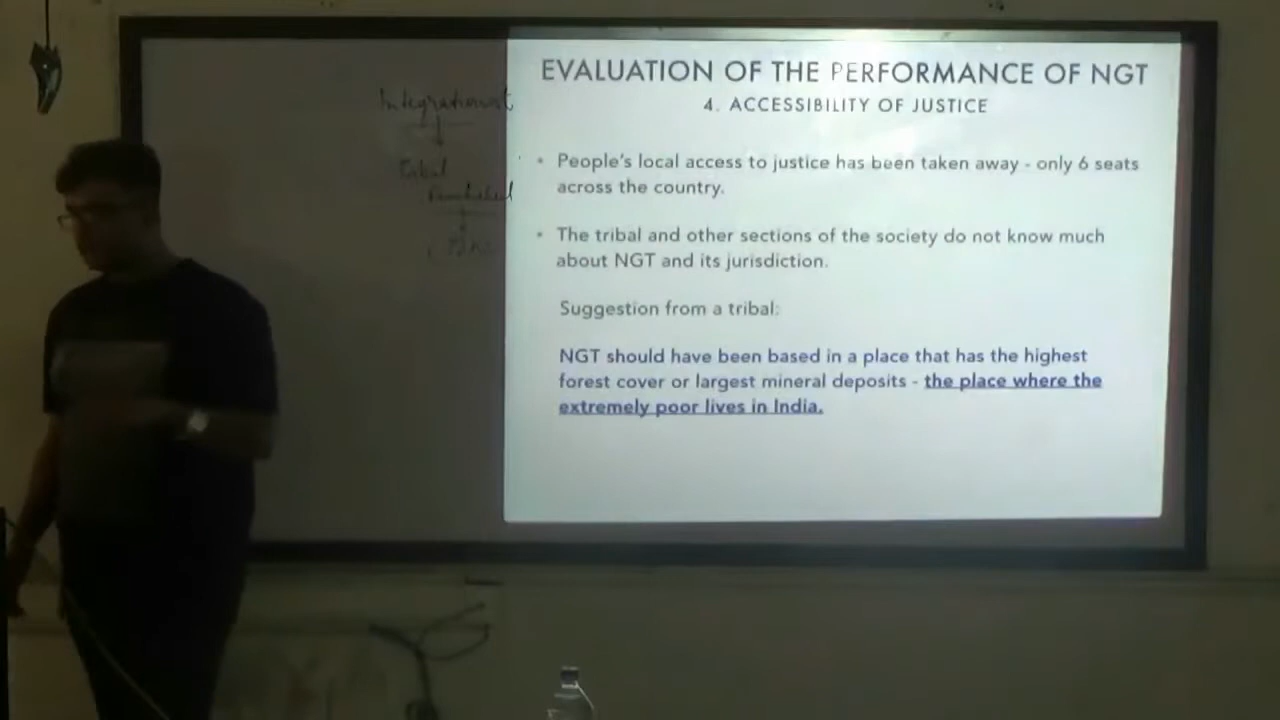 EVALUATION OF THE PERFORMANCE OF NGT
4. ACCESSIBILITY OF JUSTICE
• People's local access to justice has been taken away - only 6 seats
across the country.
• The tribal and other sections of the society do not know much
about NGT and its jurisdiction.
Suggestion from a tribal:
NGT should have been based in a place that has the highest
forest cover or largest mineral deposits - the place where the
extremely poor lives in India.
Integrationist
Tribal